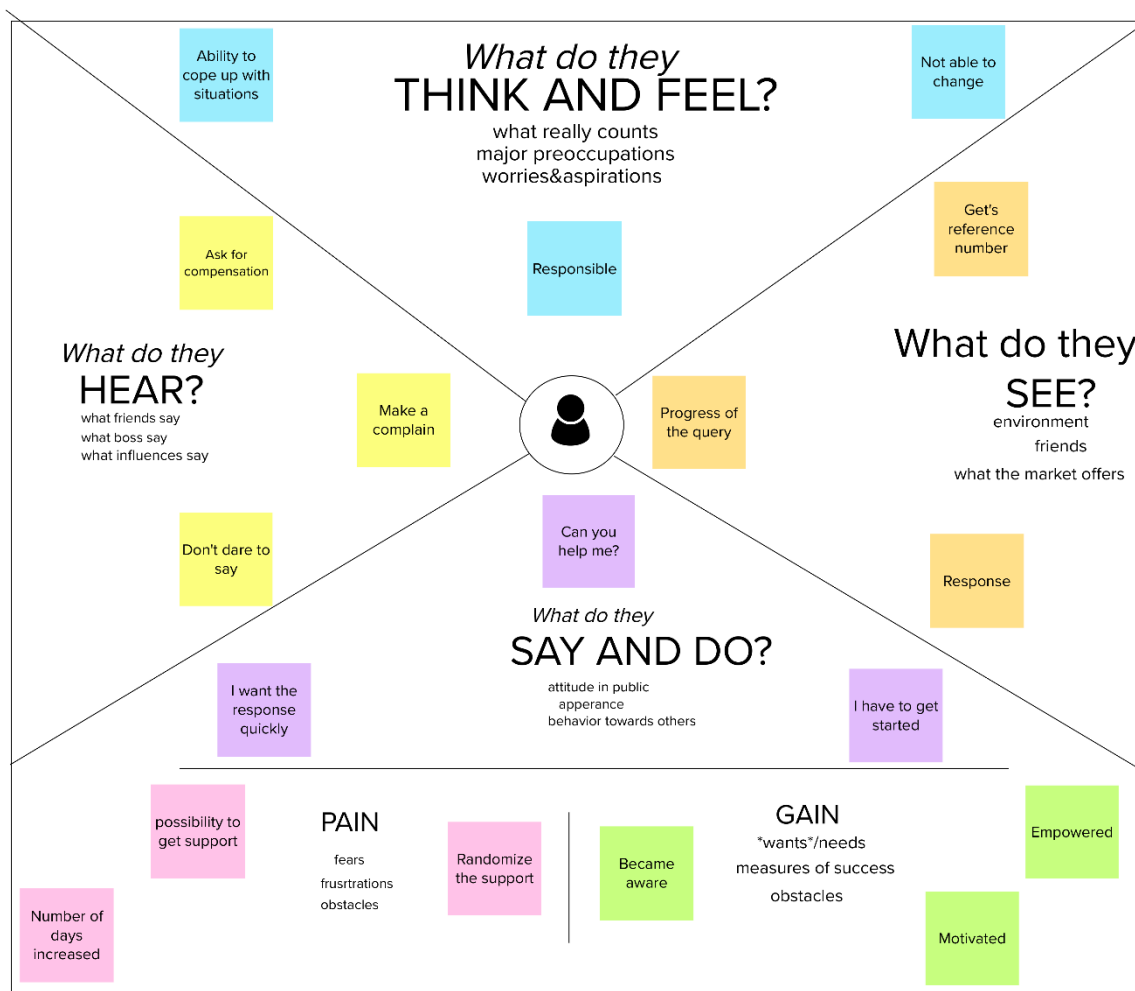 What do they
THINK AND FEEL?
what really counts
major preoccupations
worries&aspirations
Ability to
cope up with
situations
Not able to
change
Responsible
What do they
HEAR?
what friends say
what boss say
what influences say
Ask for
compensation
Make a
complain
Don't dare to
say
What do they
SEE?
environment
friends
what the market offers
Get's
reference
number
Progress of
the query
Response
Can you
help me?
What do they
SAY AND DO?
attitude in public
apperance
behavior towards others
I want the
response
quickly
I have to get
started
PAIN
fears
frusrtrations
obstacles
possibility to
get support
Randomize
the support
Number of
days
increased
GAIN
*wants*/needs
measures of success
obstacles
Became
aware
Empowered
Motivated